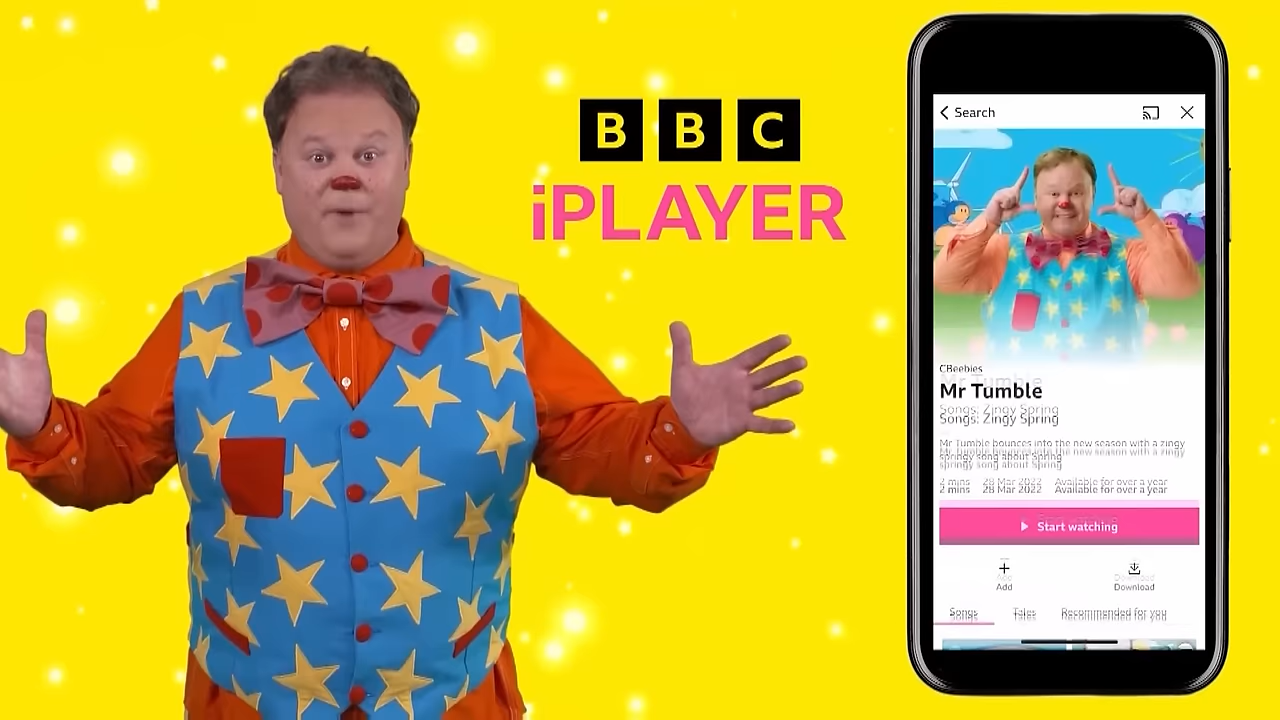 BBC
iPLAYER
Search
CBeebies
Mr Tumble
Songs: Zingy Spring
Mr Tumble bounces into the new season with a zingy
springy song about Spring
2 mins 28 Mar 2022 Available for over a year
Start watching
Add
Download
Songs Tales Recommended for you